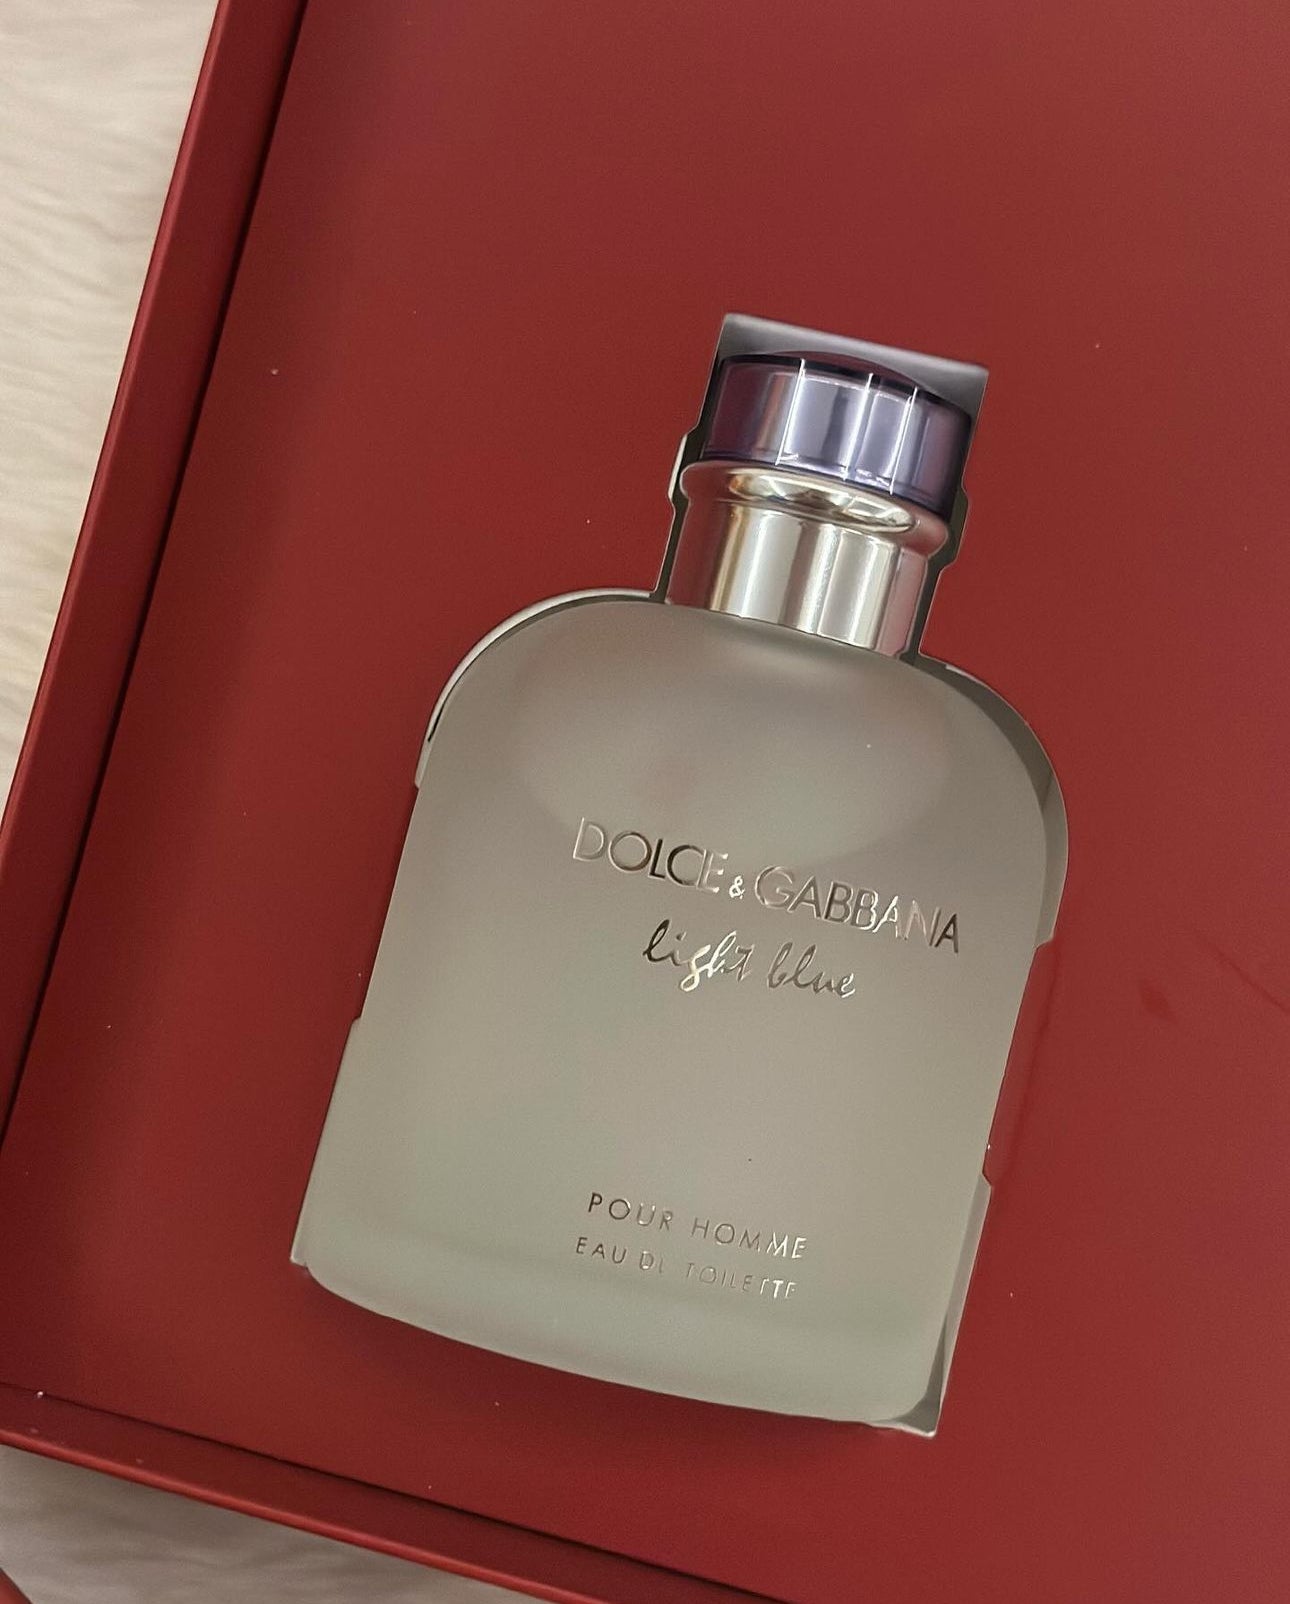 DOLCE & GABBANA
light blue
POUR HOMME
EAU DE TOILETTE